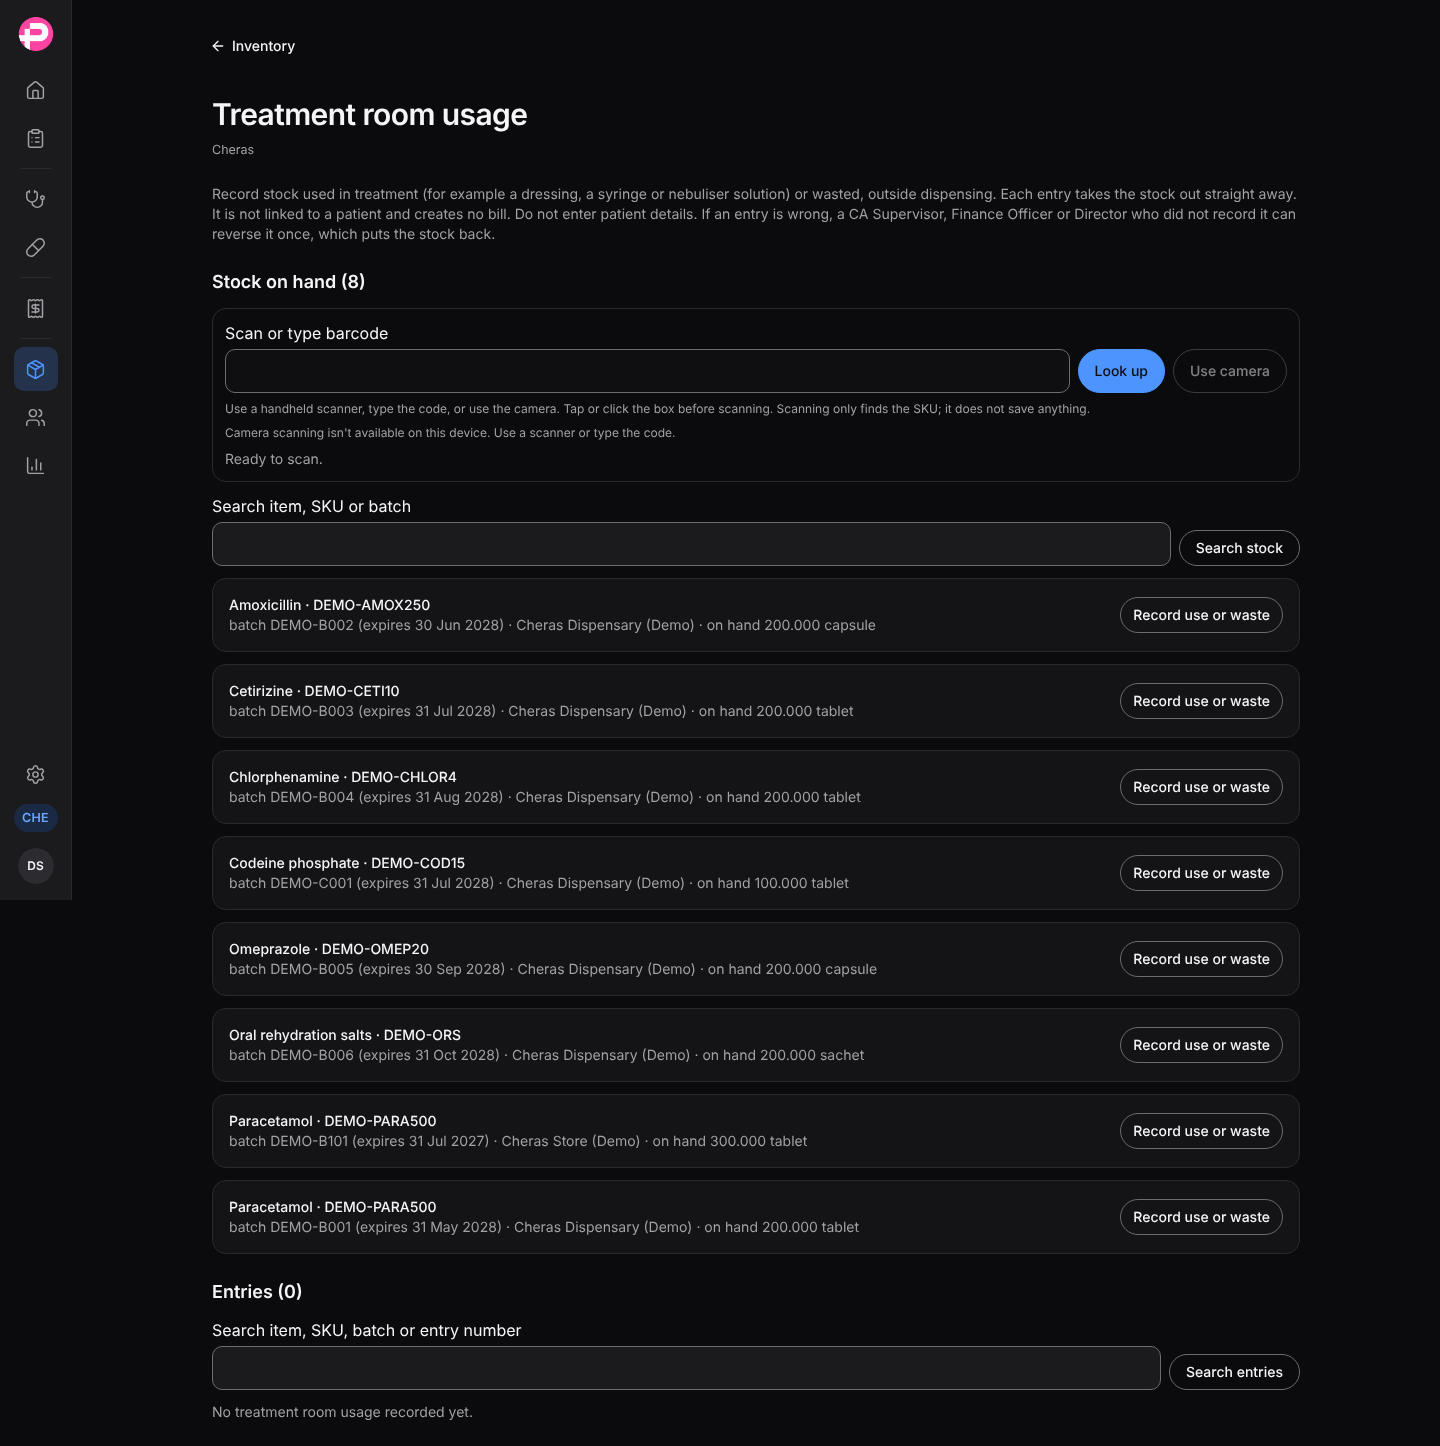 Inventory
Treatment room usage
Cheras
Record stock used in treatment (for example a dressing, a syringe or nebuliser solution) or wasted, outside dispensing. Each entry takes the stock out straight away.
It is not linked to a patient and creates no bill. Do not enter patient details. If an entry is wrong, a CA Supervisor, Finance Officer or Director who did not record it can
reverse it once, which puts the stock back.
Stock on hand (8)
Scan or type barcode
Look up
Use camera
Use a handheld scanner, type the code, or use the camera. Tap or click the box before scanning. Scanning only finds the SKU; it does not save anything.
Camera scanning isn't available on this device. Use a scanner or type the code.
Ready to scan.
Search item, SKU or batch
Search stock
Amoxicillin · DEMO-AMOX250
batch DEMO-B002 (expires 30 Jun 2028) · Cheras Dispensary (Demo) · on hand 200.000 capsule
Record use or waste
Cetirizine · DEMO-CETI10
batch DEMO-B003 (expires 31 Jul 2028) · Cheras Dispensary (Demo) · on hand 200.000 tablet
Record use or waste
Chlorphenamine · DEMO-CHLOR4
batch DEMO-B004 (expires 31 Aug 2028) · Cheras Dispensary (Demo) · on hand 200.000 tablet
Record use or waste
Codeine phosphate · DEMO-COD15
batch DEMO-C001 (expires 31 Jul 2028) · Cheras Dispensary (Demo) · on hand 100.000 tablet
Record use or waste
Omeprazole · DEMO-OMEP20
batch DEMO-B005 (expires 30 Sep 2028) · Cheras Dispensary (Demo) · on hand 200.000 capsule
Record use or waste
Oral rehydration salts · DEMO-ORS
batch DEMO-B006 (expires 31 Oct 2028) · Cheras Dispensary (Demo) · on hand 200.000 sachet
Record use or waste
Paracetamol · DEMO-PARA500
batch DEMO-B101 (expires 31 Jul 2027) · Cheras Store (Demo) · on hand 300.000 tablet
Record use or waste
Paracetamol · DEMO-PARA500
batch DEMO-B001 (expires 31 May 2028) · Cheras Dispensary (Demo) · on hand 200.000 tablet
Record use or waste
Entries (0)
Search item, SKU, batch or entry number
Search entries
No treatment room usage recorded yet.
CHE
DS